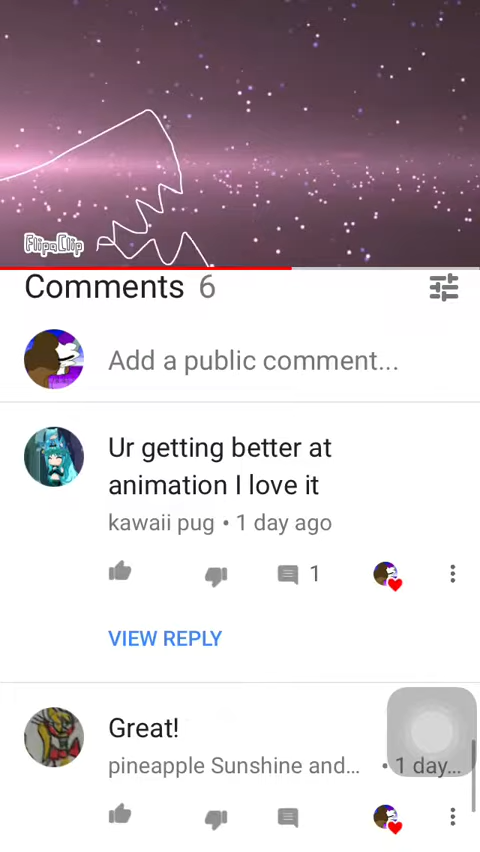 FlipaClip
Comments 6
Add a public comment...
Ur getting better at
animation I love it
kawaii pug • 1 day ago
1
VIEW REPLY
Great!
pineapple Sunshine and... • 1 day...